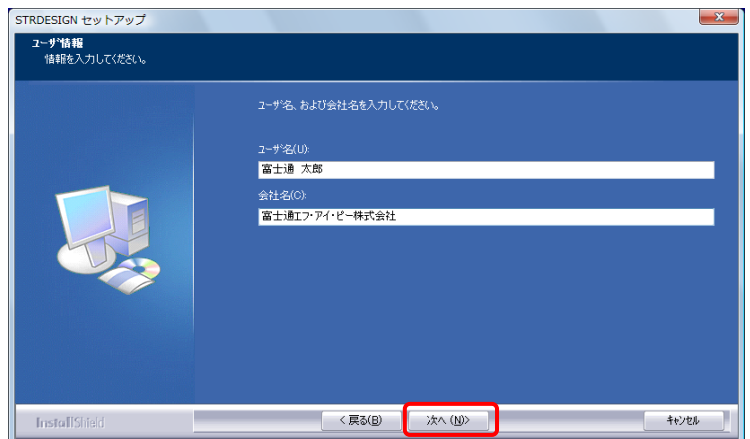 STRDESIGN セットアップ
ユーザ情報
情報を入力してください。
ユーザ名、および会社名を入力してください。
ユーザ名(U):
富士通 太郎
会社名(C):
富士通エフ・アイ・ピー株式会社
InstallShield
< 戻る(B)
次へ (N)>
キャンセル